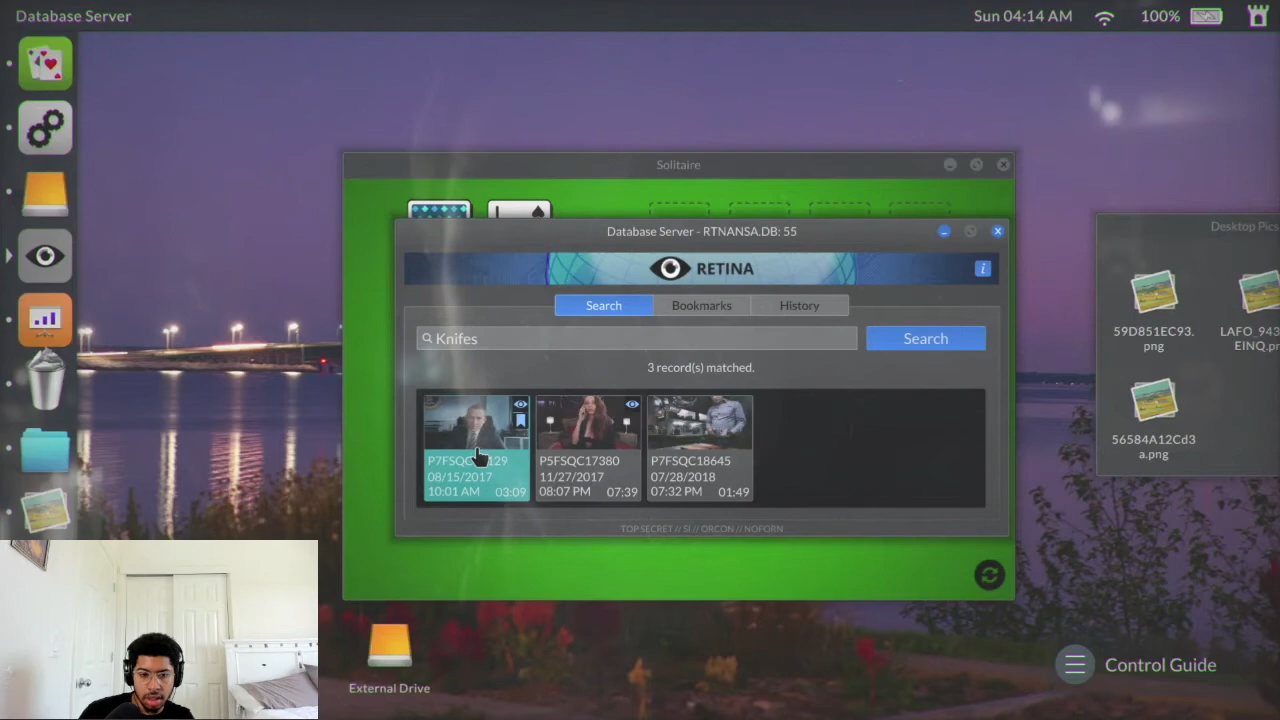 Database Server
Sun 04:14 AM
100%
Solitaire
Database Server - RTNANSA.DB: 55
RETINA
i
Search
Bookmarks
History
Knifes
Search
3 record(s) matched.
08/15/2017
10:01 AM
03:09
P5FSQC17380
11/27/2017
08:07 PM
07:39
P7FSQC18645
07/28/2018
07:32 PM
01:49
TOP SECRET // SI // ORCON // NOFORN
Desktop Pics
59D851EC93.
png
56584A12Cd3
a.png
External Drive
Control Guide